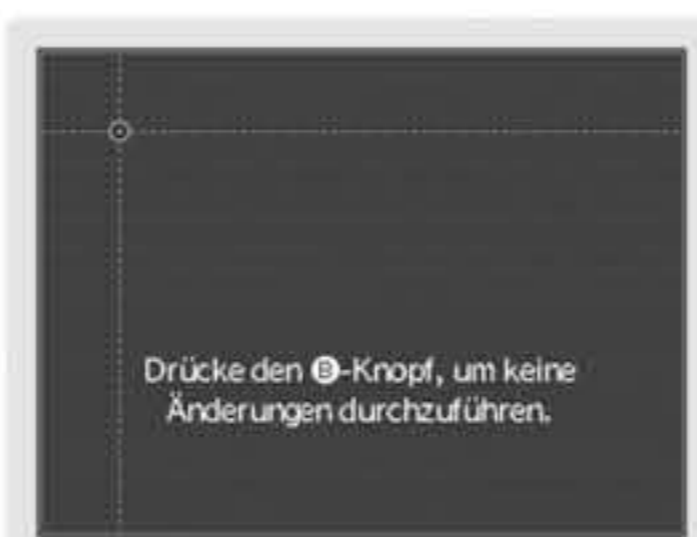 Drücke den B-Knopf, um keine
Änderungen durchzuführen.